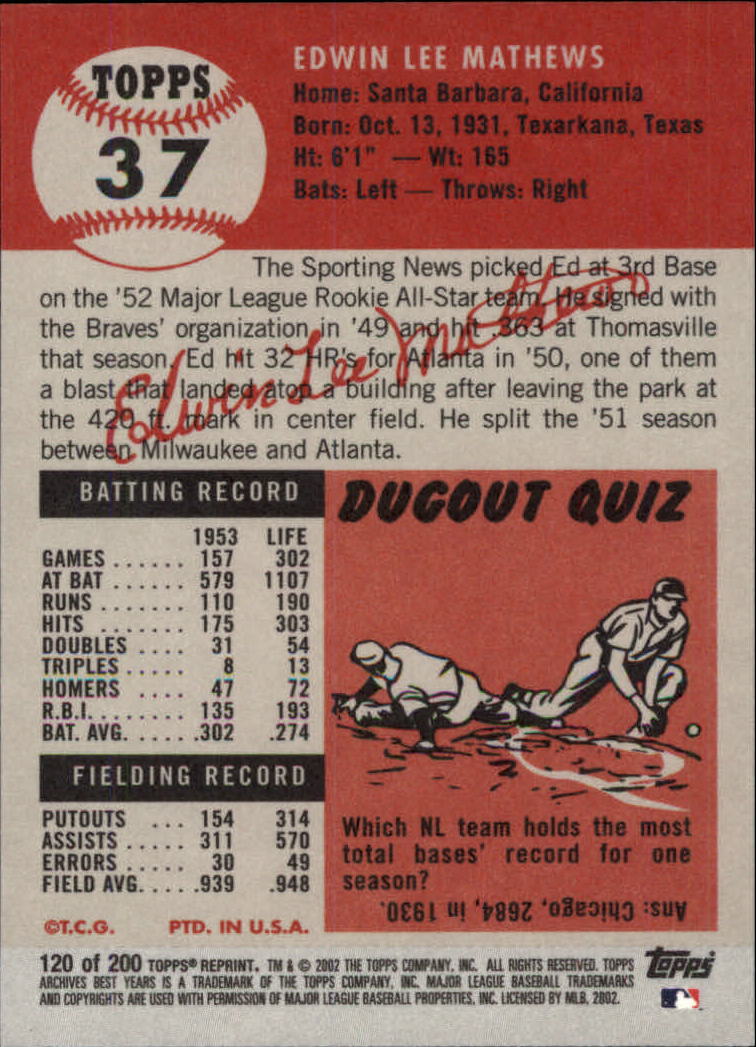 TOPPS
37
EDWIN LEE MATHEWS
Home: Santa Barbara, California
Born: Oct. 13, 1931, Texarkana, Texas
Ht: 6'1" — Wt: 165
Bats: Left — Throws: Right
The Sporting News picked Ed at 3rd Base
on the '52 Major League Rookie All-Star team. He signed with
the Braves' organization in '49 and hit .363 at Thomasville
that season. Ed hit 32 HR's for Atlanta in '50, one of them
a blast that landed atop a building after leaving the park at
the 420 ft. mark in center field. He split the '51 season
between Milwaukee and Atlanta.
Edwin Lee Mathews
BATTING RECORD
1953 LIFE
GAMES ...... 157 302
AT BAT ...... 579 1107
RUNS ....... 110 190
HITS ....... 175 303
DOUBLES .... 31 54
TRIPLES ..... 8 13
HOMERS .... 47 72
R.B.I. ....... 135 193
BAT. AVG. ..... .302 .274
FIELDING RECORD
PUTOUTS ... 154 314
ASSISTS ..... 311 570
ERRORS .... 30 49
FIELD AVG. .... .939 .948
©T.C.G. PTD. IN U.S.A.
DUGOUT QUIZ
Which NL team holds the most
total bases' record for one
season?
Ans: Chicago, 2684, in 1930.
120 of 200 TOPPS® REPRINT. TM & © 2002 THE TOPPS COMPANY, INC. ALL RIGHTS RESERVED. TOPPS
ARCHIVES BEST YEARS IS A TRADEMARK OF THE TOPPS COMPANY, INC. MAJOR LEAGUE BASEBALL TRADEMARKS
AND COPYRIGHTS ARE USED WITH PERMISSION OF MAJOR LEAGUE BASEBALL PROPERTIES, INC. LICENSED BY MLB, 2002.
Topps